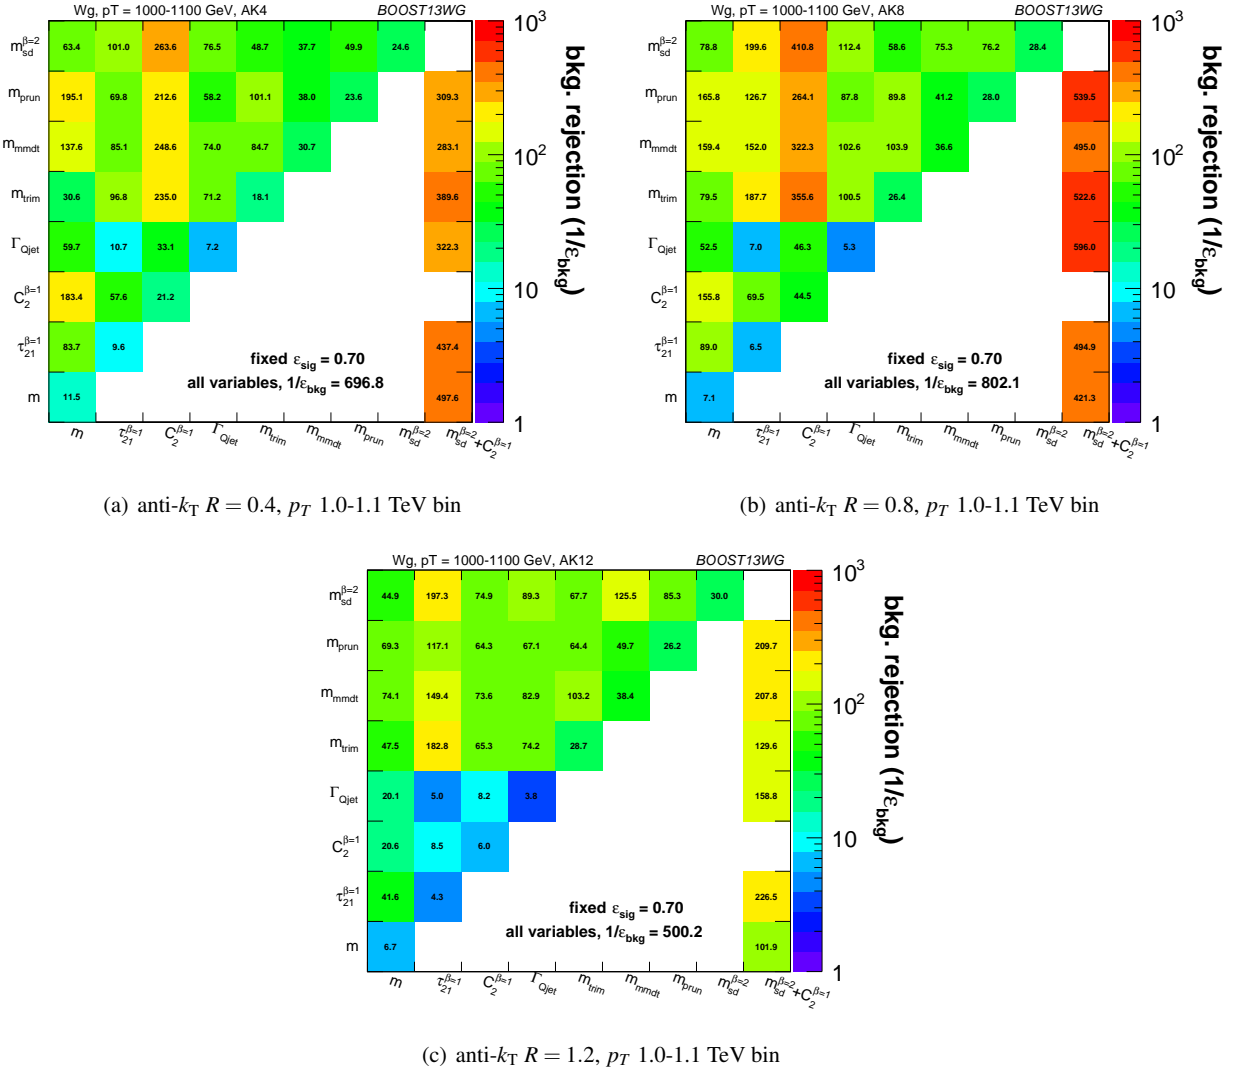 Wg, pT = 1000-1100 GeV, AK4 BOOST13WG
m_sd^β=2 63.4 101.0 263.6 76.5 48.7 37.7 49.9 24.6
m_prun 195.1 69.8 212.6 58.2 101.1 38.0 23.6 309.3
m_mmdt 137.6 85.1 248.6 74.0 84.7 30.7 283.1
m_trim 30.6 96.8 235.0 71.2 18.1 389.6
Γ_Qjet 59.7 10.7 33.1 7.2 322.3
C_2^β=1 183.4 57.6 21.2
τ_21^β=1 83.7 9.6 437.4
m 11.5 497.6
fixed ε_sig = 0.70
all variables, 1/ε_bkg = 696.8
m τ_21^β=1 C_2^β=1 Γ_Qjet m_trim m_mmdt m_prun m_sd^β=2 m_sd^β=2+C_2^β=1
10^3
10^2
10
1
bkg. rejection (1/ε_bkg)
(a) anti-k_T R = 0.4, p_T 1.0-1.1 TeV bin
Wg, pT = 1000-1100 GeV, AK8 BOOST13WG
m_sd^β=2 78.8 199.6 410.8 112.4 58.6 75.3 76.2 28.4
m_prun 165.8 126.7 264.1 87.8 89.8 41.2 28.0 539.5
m_mmdt 159.4 152.0 322.3 102.6 103.9 36.6 495.0
m_trim 79.5 187.7 355.6 100.5 26.4 522.6
Γ_Qjet 52.5 7.0 46.3 5.3 596.0
C_2^β=1 155.8 69.5 44.5
τ_21^β=1 89.0 6.5 494.9
m 7.1 421.3
fixed ε_sig = 0.70
all variables, 1/ε_bkg = 802.1
m τ_21^β=1 C_2^β=1 Γ_Qjet m_trim m_mmdt m_prun m_sd^β=2 m_sd^β=2+C_2^β=1
10^3
10^2
10
1
bkg. rejection (1/ε_bkg)
(b) anti-k_T R = 0.8, p_T 1.0-1.1 TeV bin
Wg, pT = 1000-1100 GeV, AK12 BOOST13WG
m_sd^β=2 44.9 197.3 74.9 89.3 67.7 125.5 85.3 30.0
m_prun 69.3 117.1 64.3 67.1 64.4 49.7 26.2 209.7
m_mmdt 74.1 149.4 73.6 82.9 103.2 38.4 207.8
m_trim 47.5 182.8 65.3 74.2 28.7 129.6
Γ_Qjet 20.1 5.0 8.2 3.8 158.8
C_2^β=1 20.6 8.5 6.0
τ_21^β=1 41.6 4.3 226.5
m 6.7 101.9
fixed ε_sig = 0.70
all variables, 1/ε_bkg = 500.2
m τ_21^β=1 C_2^β=1 Γ_Qjet m_trim m_mmdt m_prun m_sd^β=2 m_sd^β=2+C_2^β=1
10^3
10^2
10
1
bkg. rejection (1/ε_bkg)
(c) anti-k_T R = 1.2, p_T 1.0-1.1 TeV bin